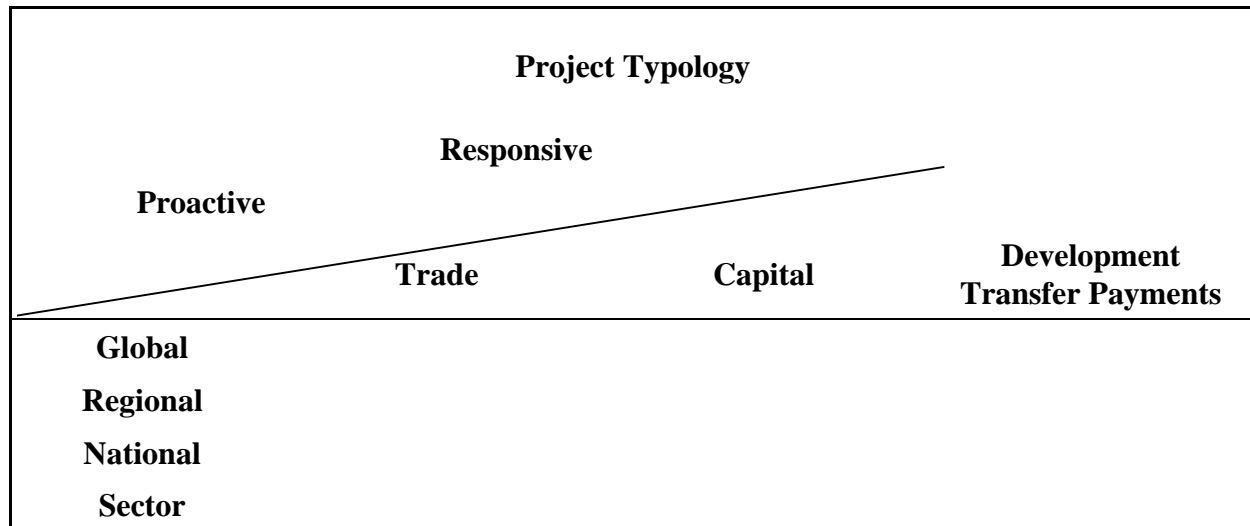 Project Typology
Responsive
Proactive
Trade
Capital
Development
Transfer Payments
Global
Regional
National
Sector